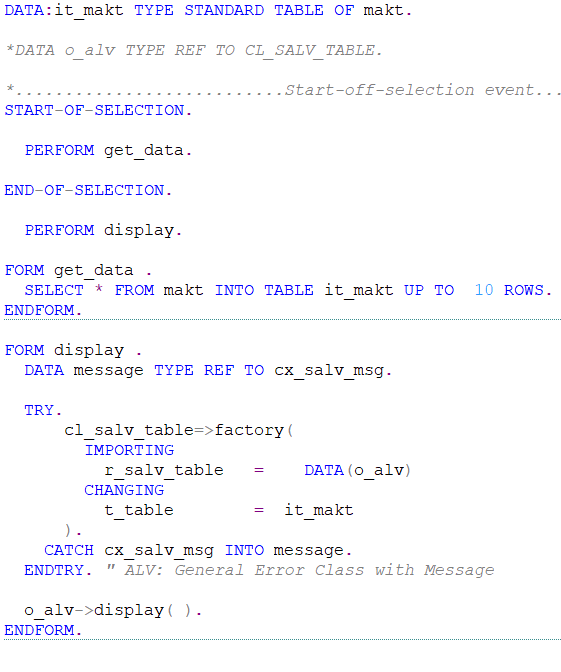 DATA:it_makt TYPE STANDARD TABLE OF makt.
*DATA o_alv TYPE REF TO CL_SALV_TABLE.
*...........................Start-off-selection event...
START-OF-SELECTION.
PERFORM get_data.
END-OF-SELECTION.
PERFORM display.
FORM get_data .
SELECT * FROM makt INTO TABLE it_makt UP TO  10 ROWS.
ENDFORM.
FORM display .
DATA message TYPE REF TO cx_salv_msg.
TRY.
cl_salv_table=>factory(
IMPORTING
r_salv_table   =    DATA(o_alv)
CHANGING
t_table        =  it_makt
).
CATCH cx_salv_msg INTO message.
ENDTRY. " ALV: General Error Class with Message
o_alv->display( ).
ENDFORM.